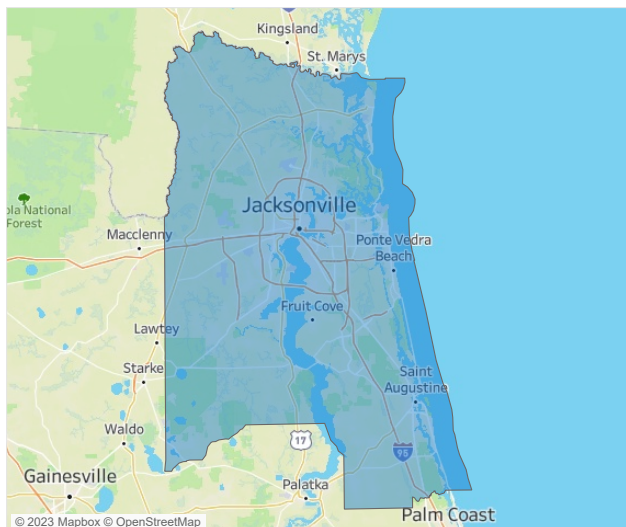 Kingsland
St. Marys
ola National
Forest
Jacksonville
Macclenny
Ponte Vedra
Beach
Fruit Cove
Lawtey
Starke
Saint
Augustine
Waldo
17
95
Gainesville
Palatka
Palm Coast
© 2023 Mapbox © OpenStreetMap